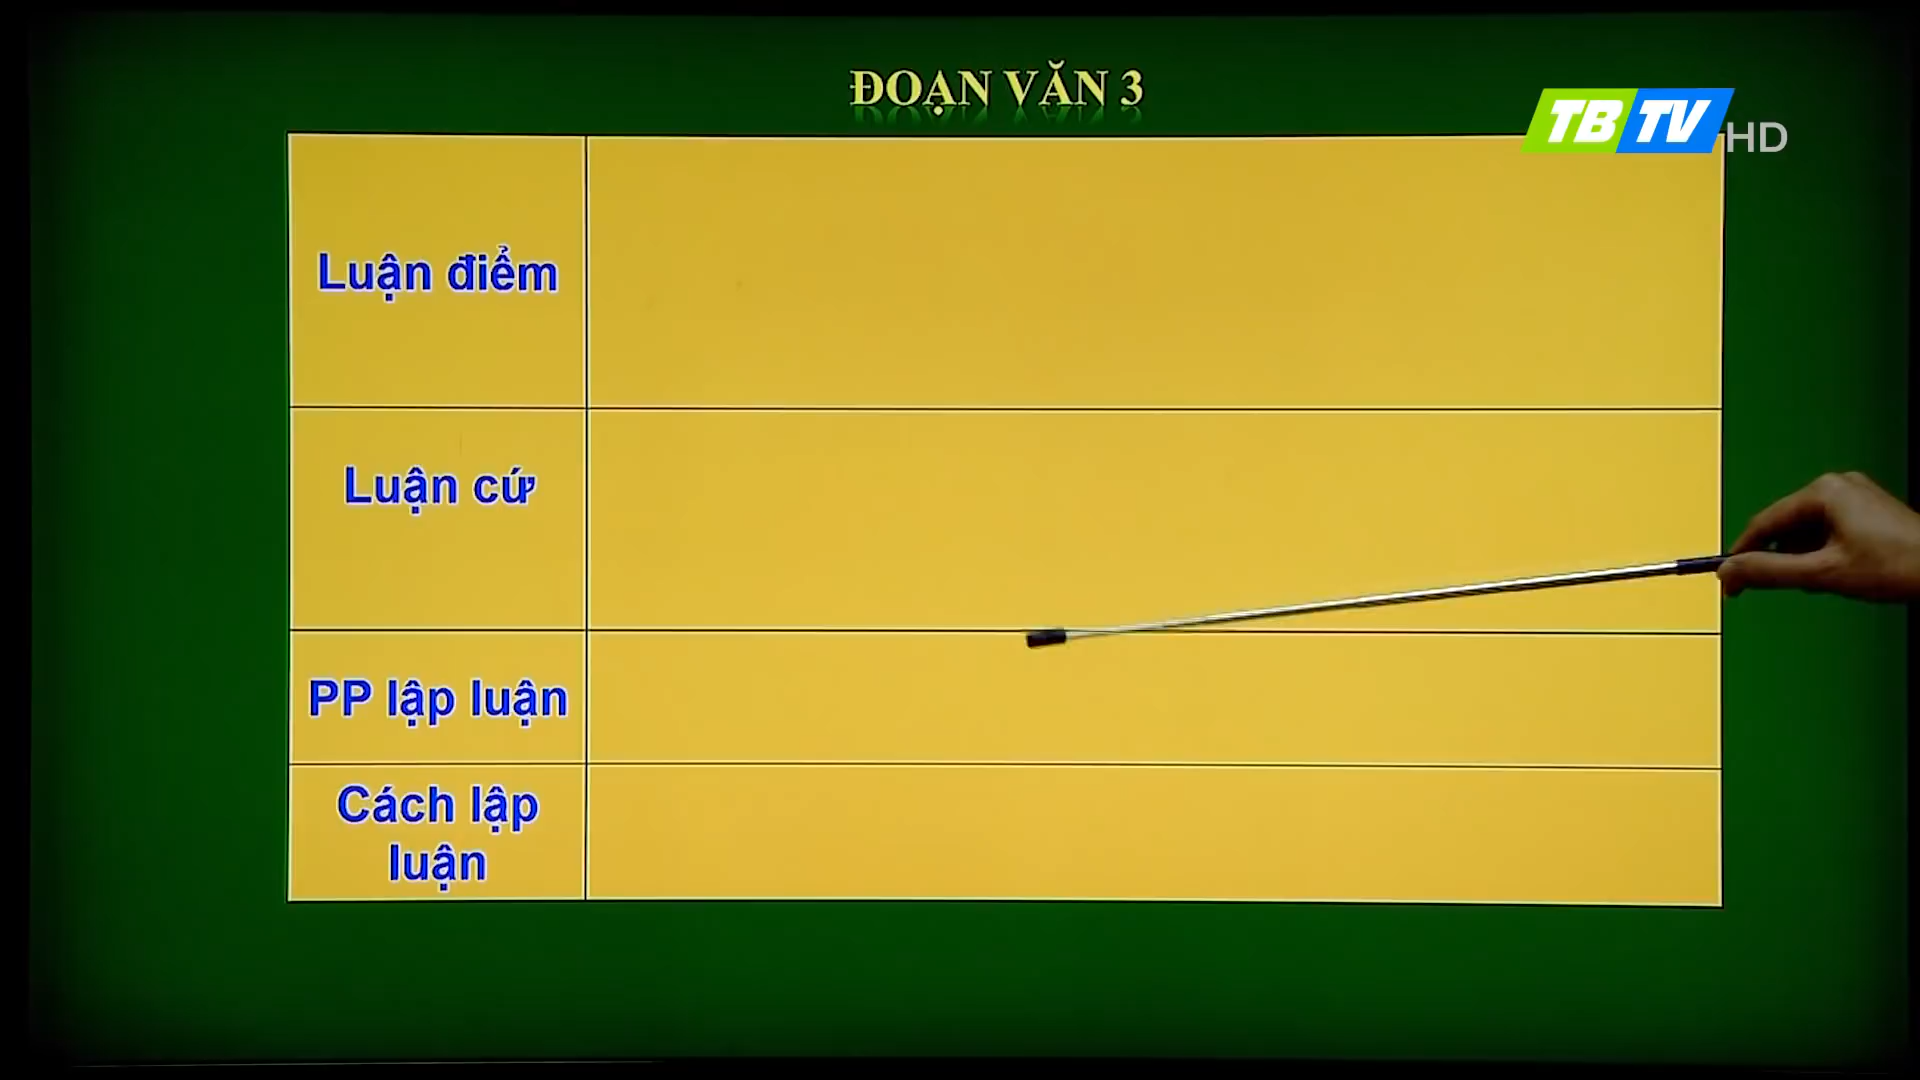 ĐOẠN VĂN 3
TBTV HD
Luận điểm
Luận cứ
PP lập luận
Cách lập
luận